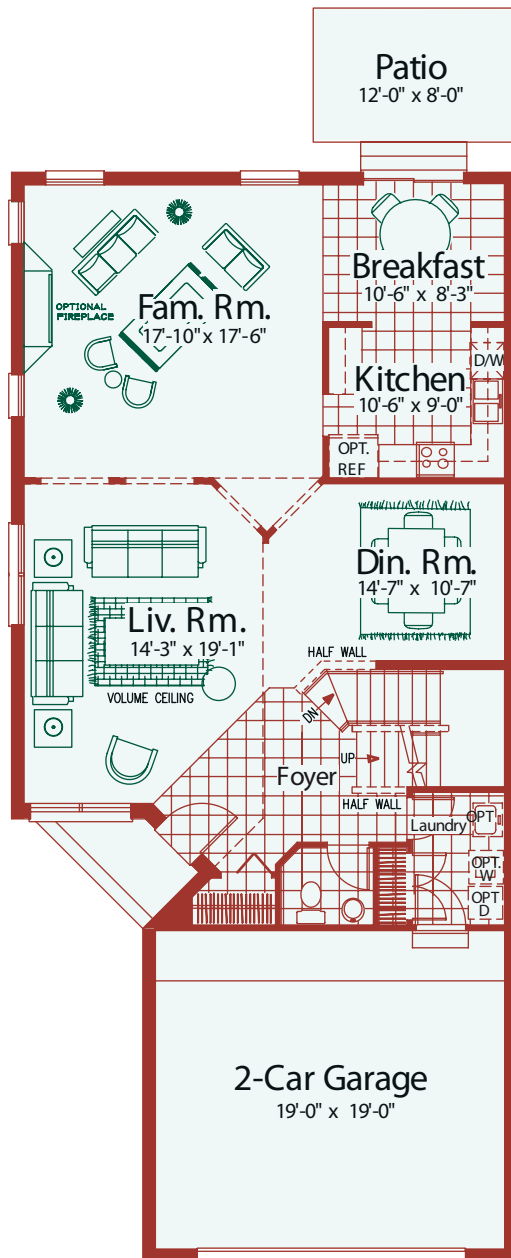 Patio
12'-0" x 8'-0"
Breakfast
10'-6" x 8'-3"
OPTIONAL
FIREPLACE
Fam. Rm.
17'-10" x 17'-6"
D/W
Kitchen
10'-6" x 9'-0"
OPT.
REF
Din. Rm.
14'-7" x 10'-7"
Liv. Rm.
14'-3" x 19'-1"
HALF WALL
VOLUME CEILING
DN
UP
Foyer
HALF WALL
Laundry
OPT
OPT.
W
OPT
D
2-Car Garage
19'-0" x 19'-0"